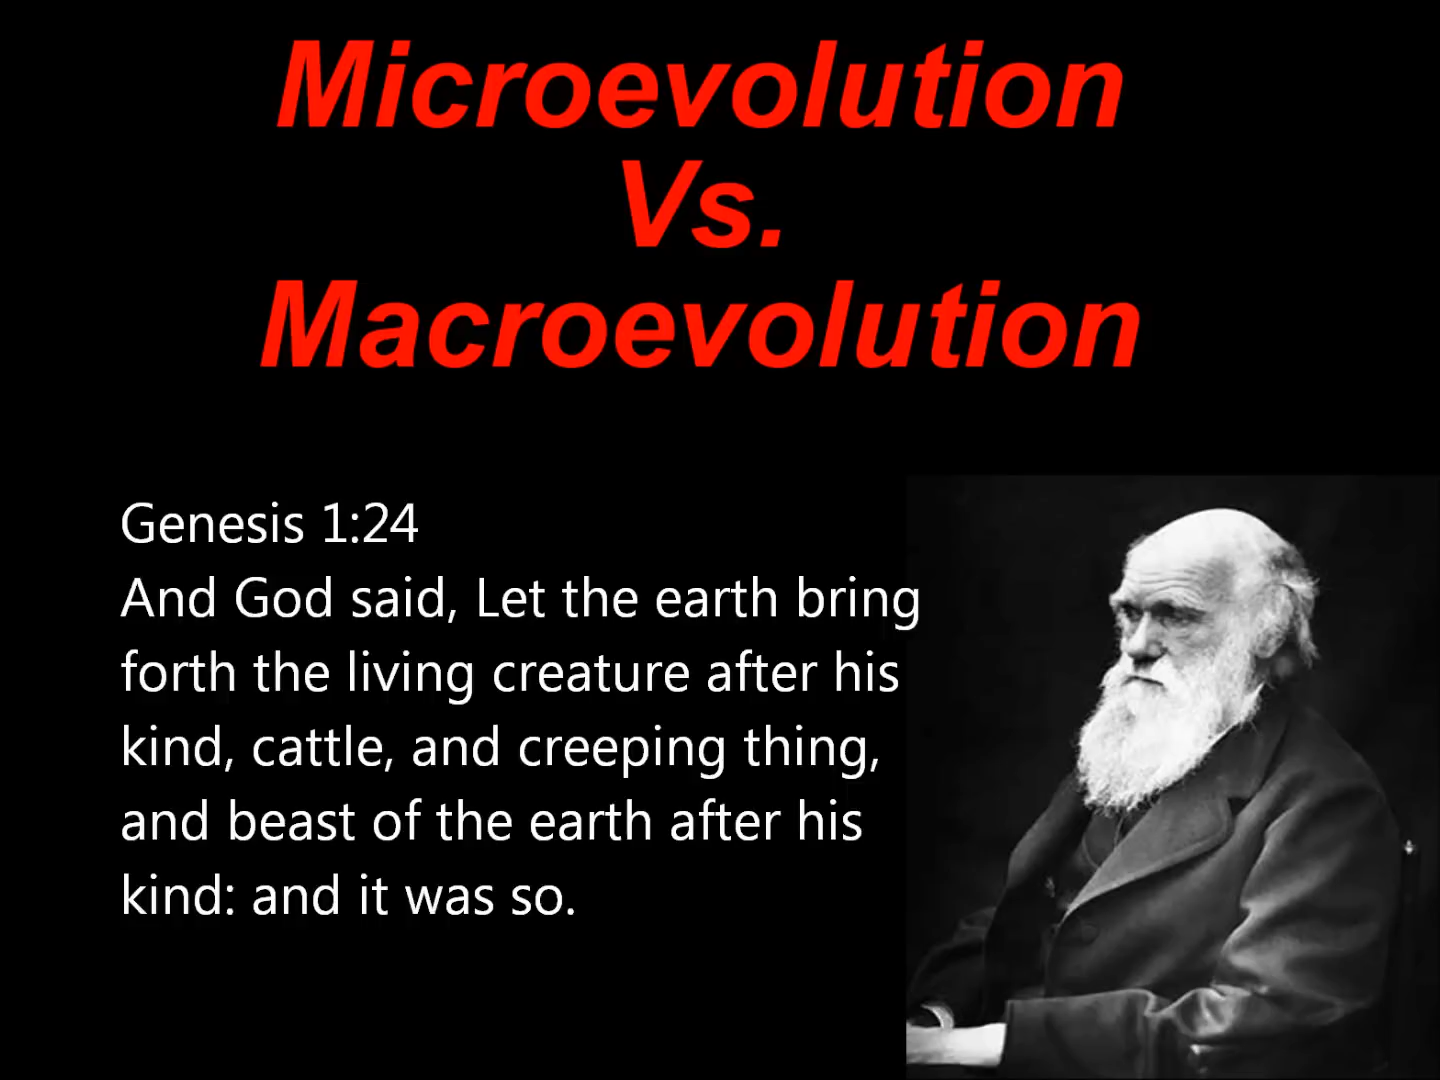 Microevolution
Vs.
Macroevolution
Genesis 1:24
And God said, Let the earth bring
forth the living creature after his
kind, cattle, and creeping thing,
and beast of the earth after his
kind: and it was so.